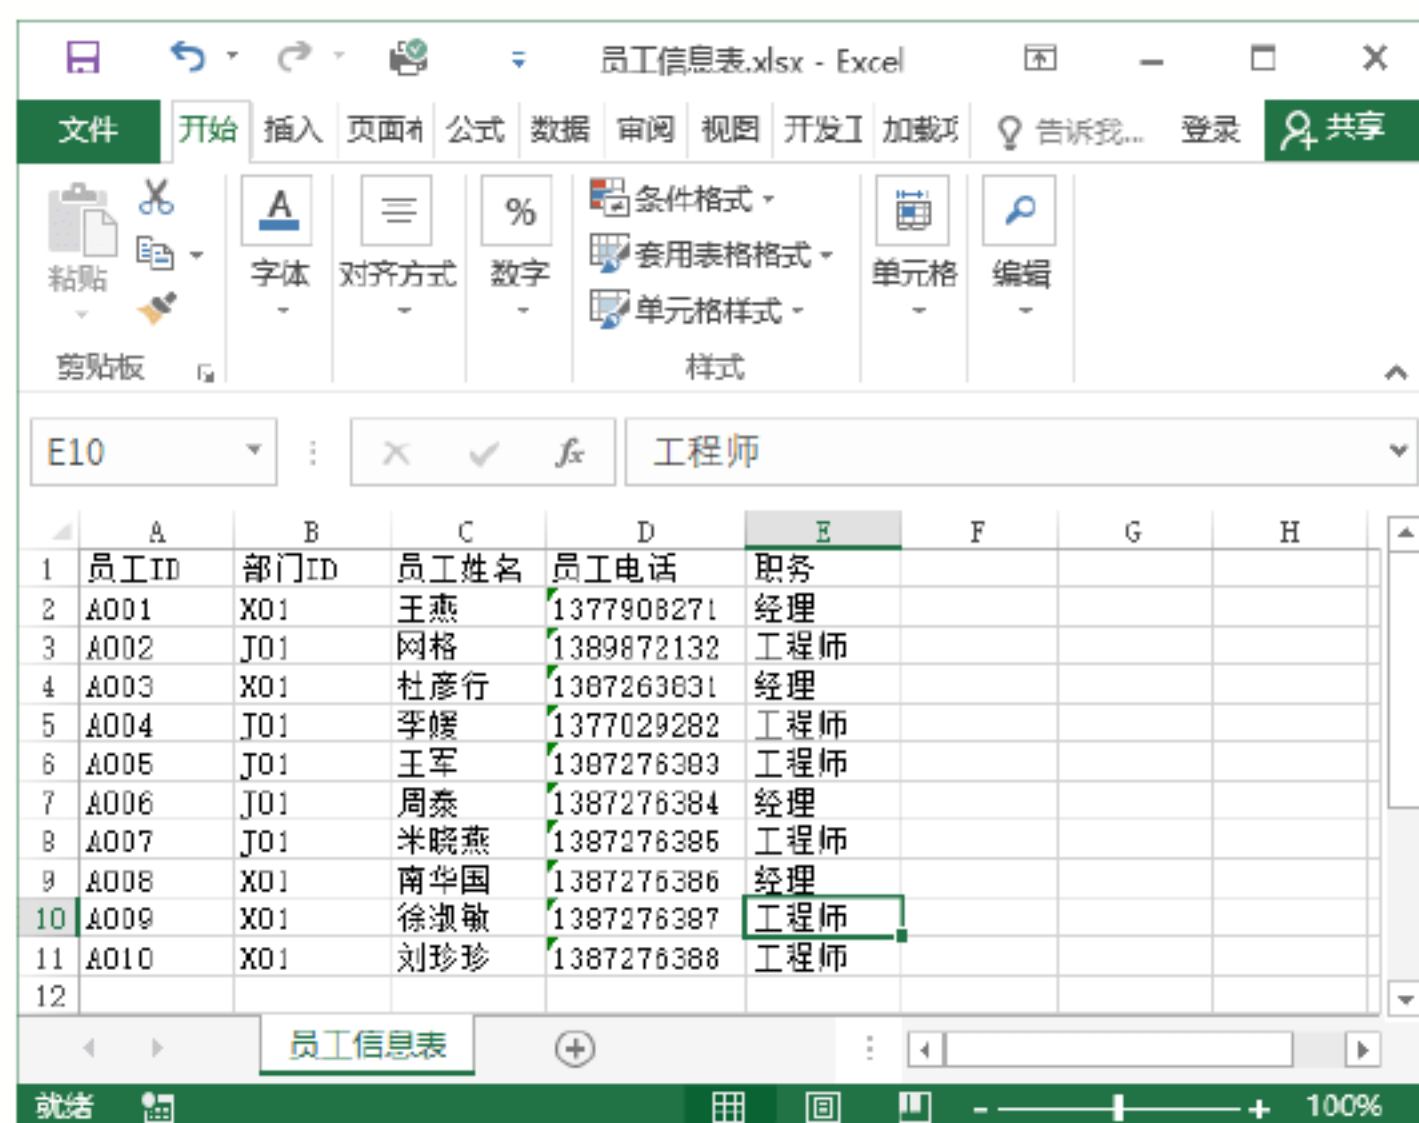 员工信息表.xlsx - Excel
文件 开始 插入 页面布 公式 数据 审阅 视图 开发工 加载项 告诉我... 登录 共享
粘贴 字体 对齐方式 % 数字 条件格式 套用表格格式 单元格样式 单元格 编辑
剪贴板 样式
E10 fx 工程师
A B C D E F G H
1 员工ID 部门ID 员工姓名 员工电话 职务
2 A001 X01 王燕 1377908271 经理
3 A002 J01 网格 1389872132 工程师
4 A003 X01 杜彦行 1387263831 经理
5 A004 J01 李媛 1377029282 工程师
6 A005 J01 王军 1387276383 工程师
7 A006 J01 周泰 1387276384 经理
8 A007 J01 米晓燕 1387276385 工程师
9 A008 X01 南华国 1387276386 经理
10 A009 X01 徐淑敏 1387276387 工程师
11 A010 X01 刘珍珍 1387276388 工程师
12
员工信息表
就绪 100%